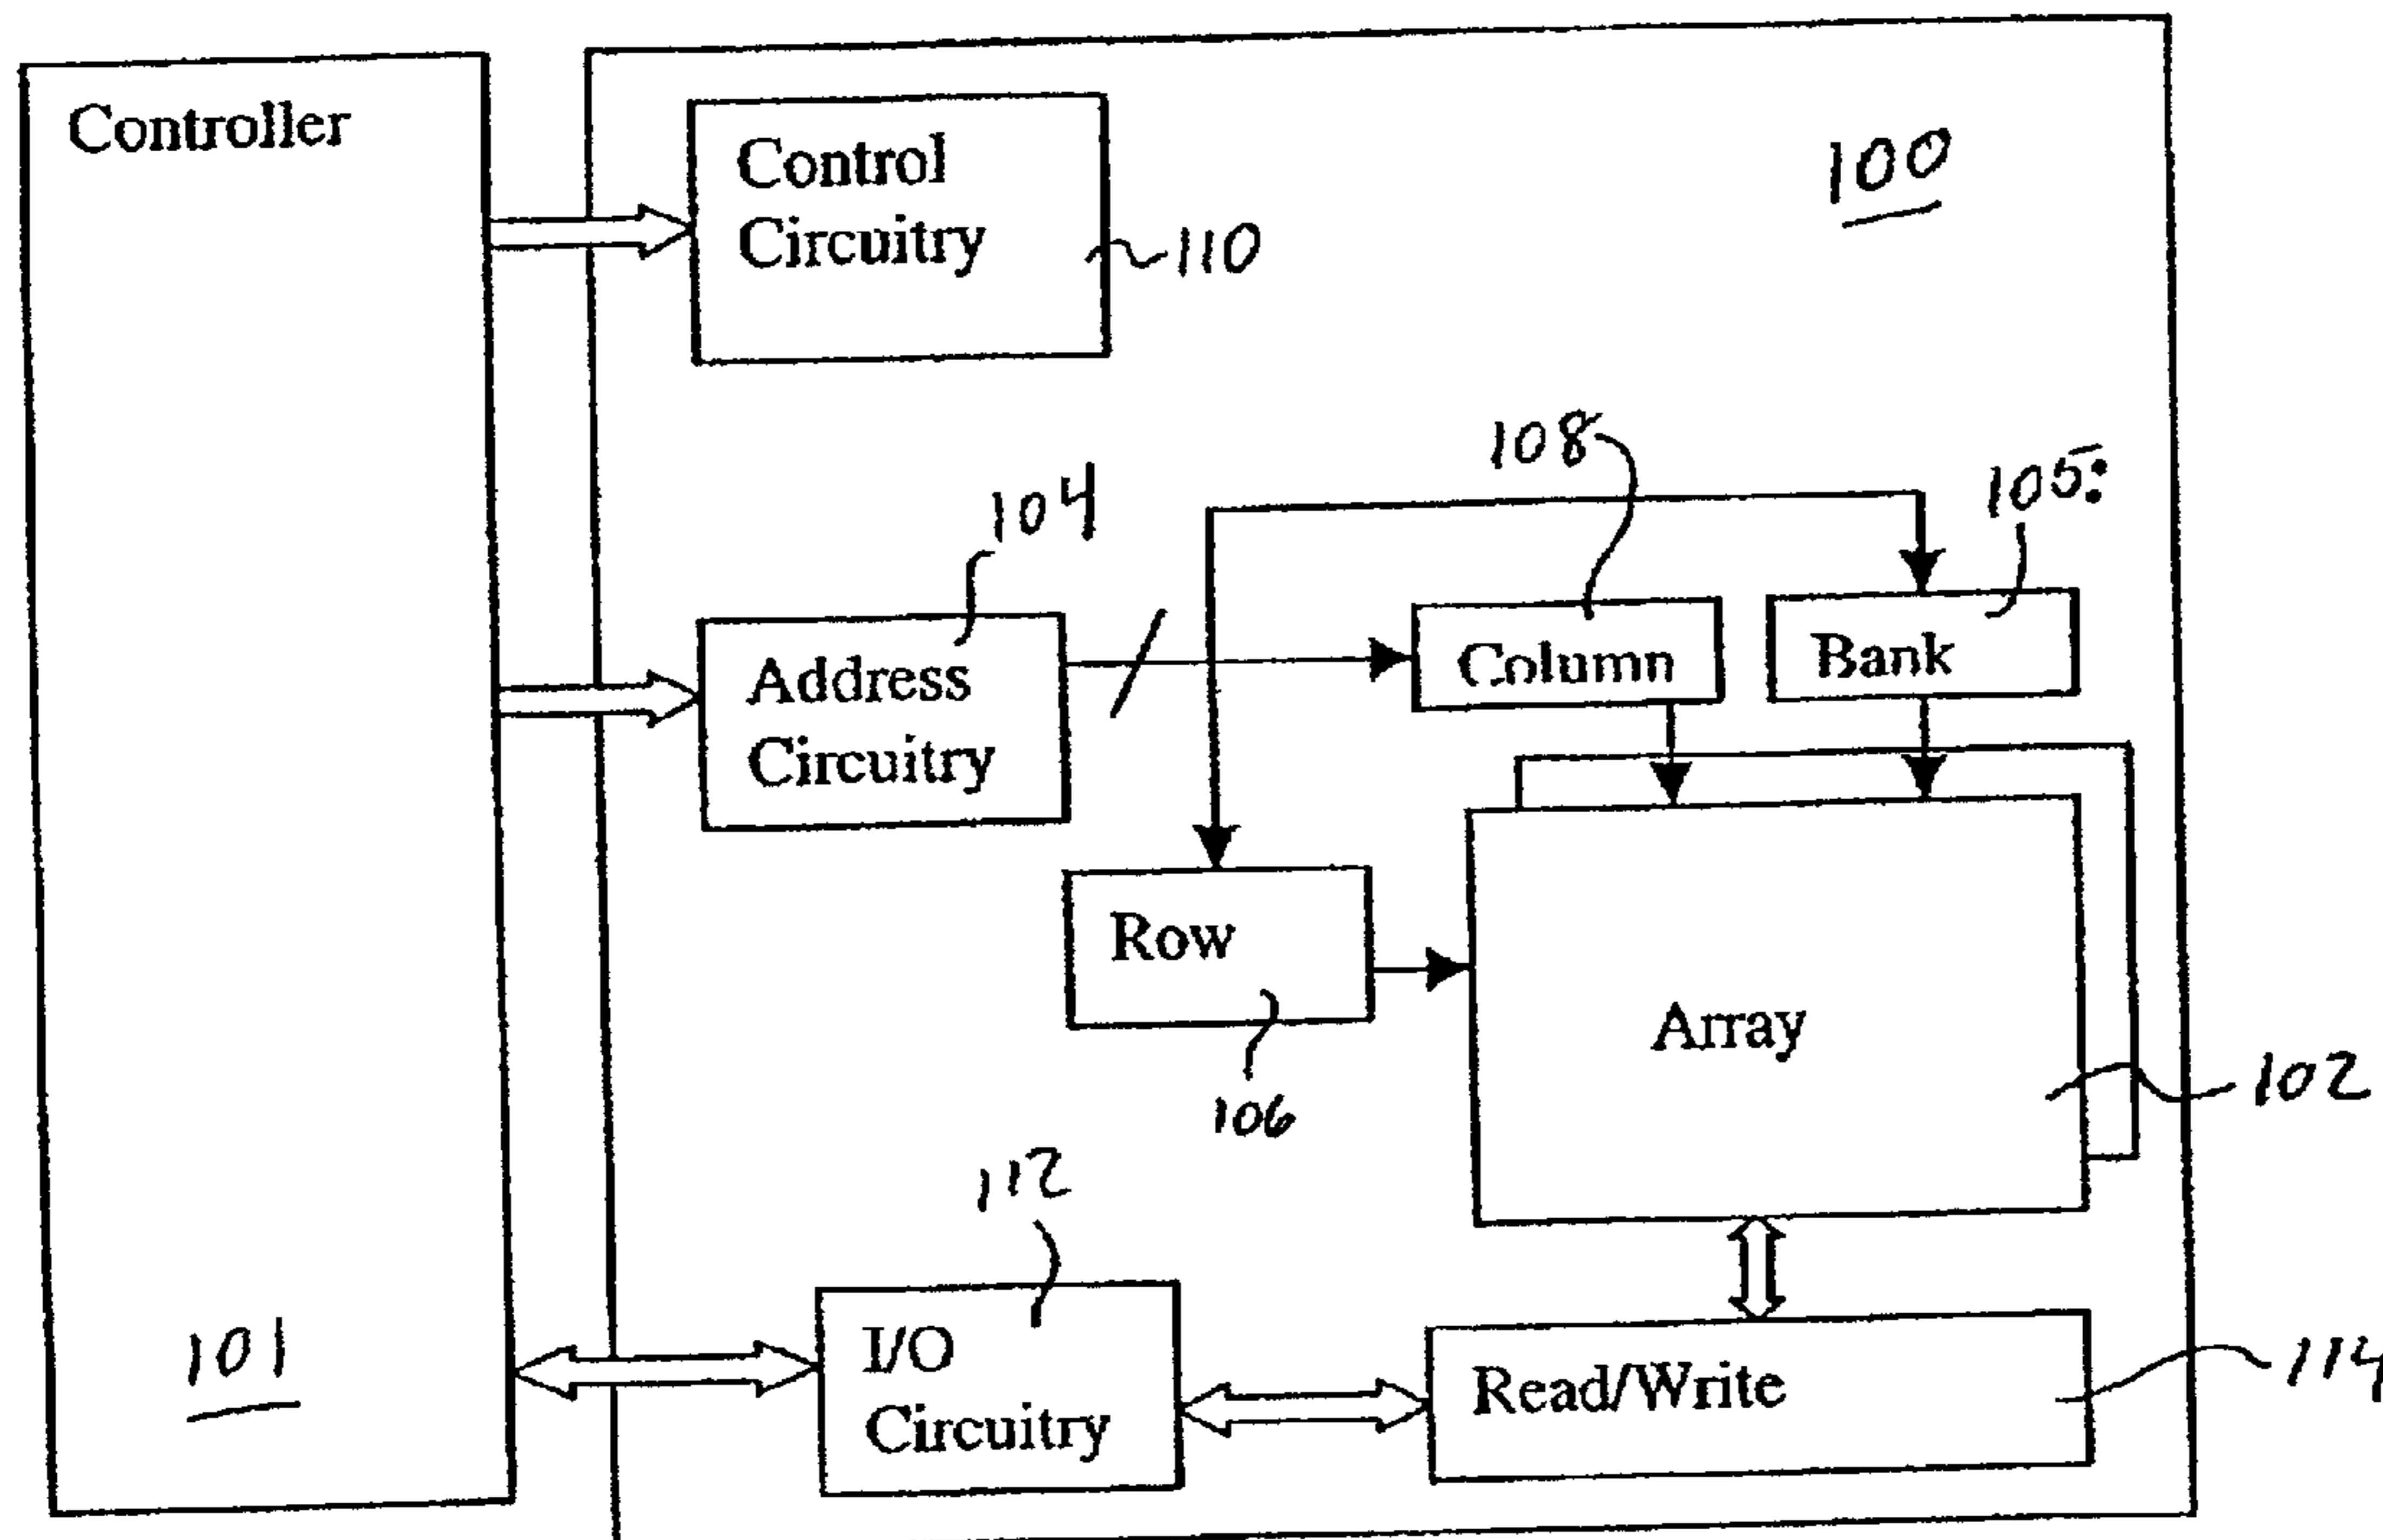 Controller
Control
Circuitry
110
100
108
105
104
Column
Bank
Address
Circuitry
Row
106
Array
102
112
I/O
Circuitry
Read/Write
114
101